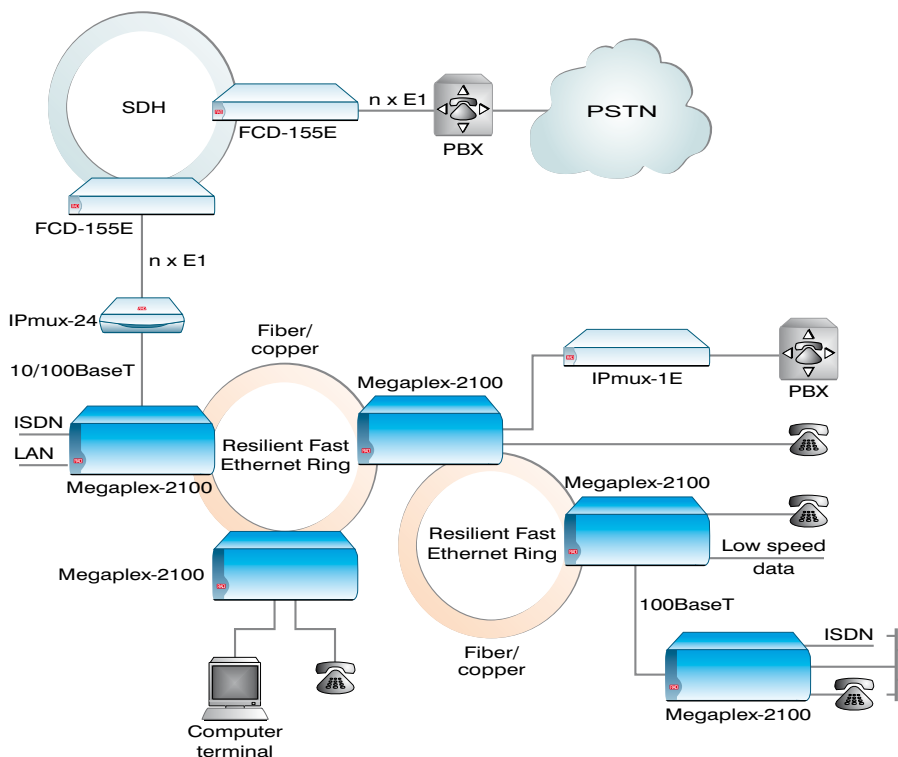 SDH
n x E1
PSTN
FCD-155E
PBX
FCD-155E
n x E1
IPmux-24
Fiber/
copper
10/100BaseT
Megaplex-2100
IPmux-1E
PBX
ISDN
LAN
Resilient Fast
Ethernet Ring
Megaplex-2100
Megaplex-2100
Resilient Fast
Ethernet Ring
Low speed
data
Megaplex-2100
100BaseT
Fiber/
copper
ISDN
Megaplex-2100
Computer
terminal